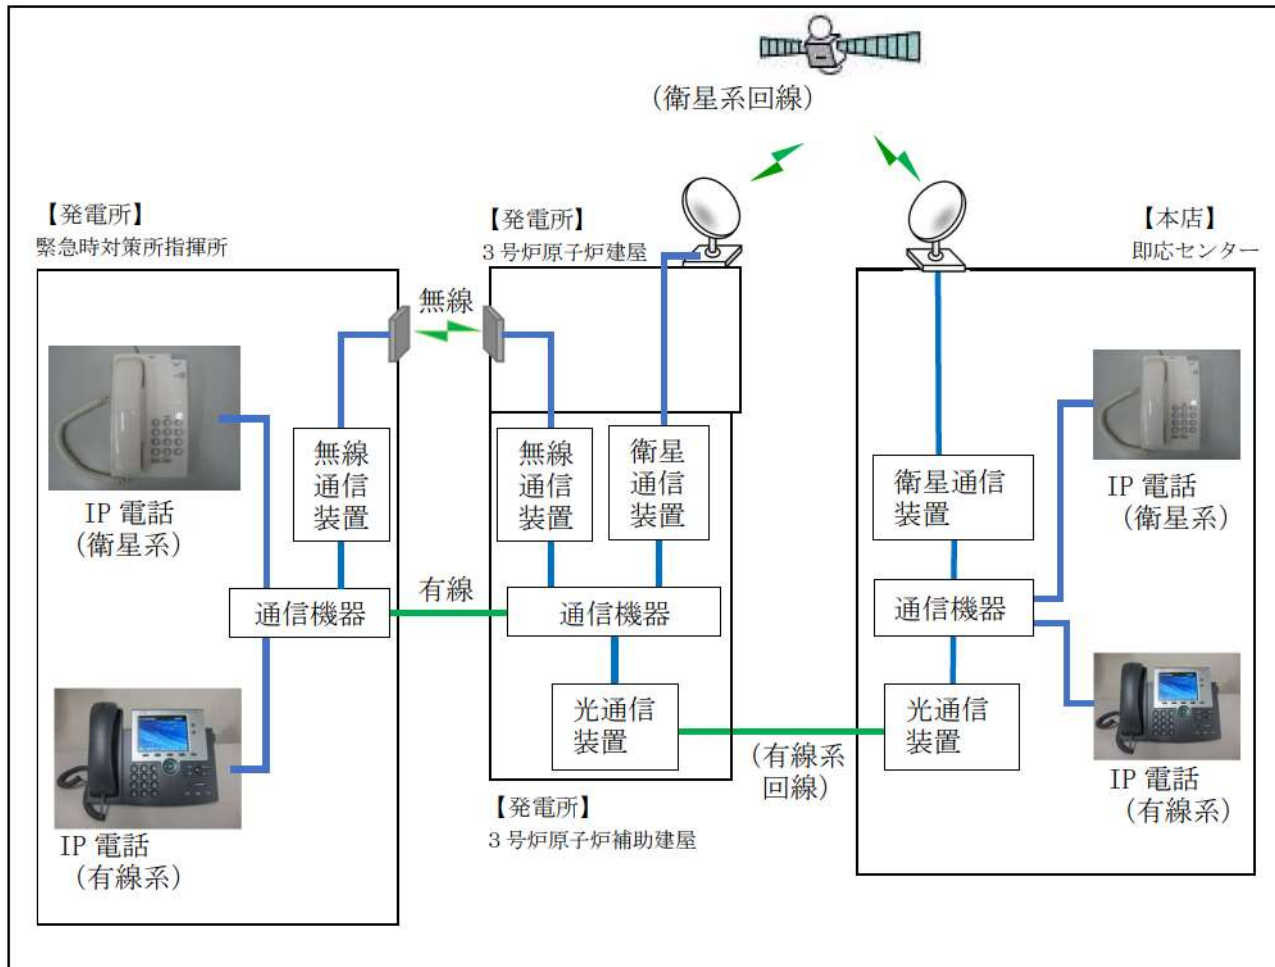 （衛星系回線）
【発電所】
緊急時対策所指揮所
【発電所】
３号炉原子炉建屋
【本店】
即応センター
無線
IP 電話
（衛星系）
無線
通信
装置
無線
通信
装置
衛星
通信
装置
衛星通信
装置
IP 電話
（衛星系）
通信機器
有線
通信機器
通信機器
光通信
装置
光通信
装置
（有線系
回線）
IP 電話
（有線系）
IP 電話
（有線系）
【発電所】
３号炉原子炉補助建屋